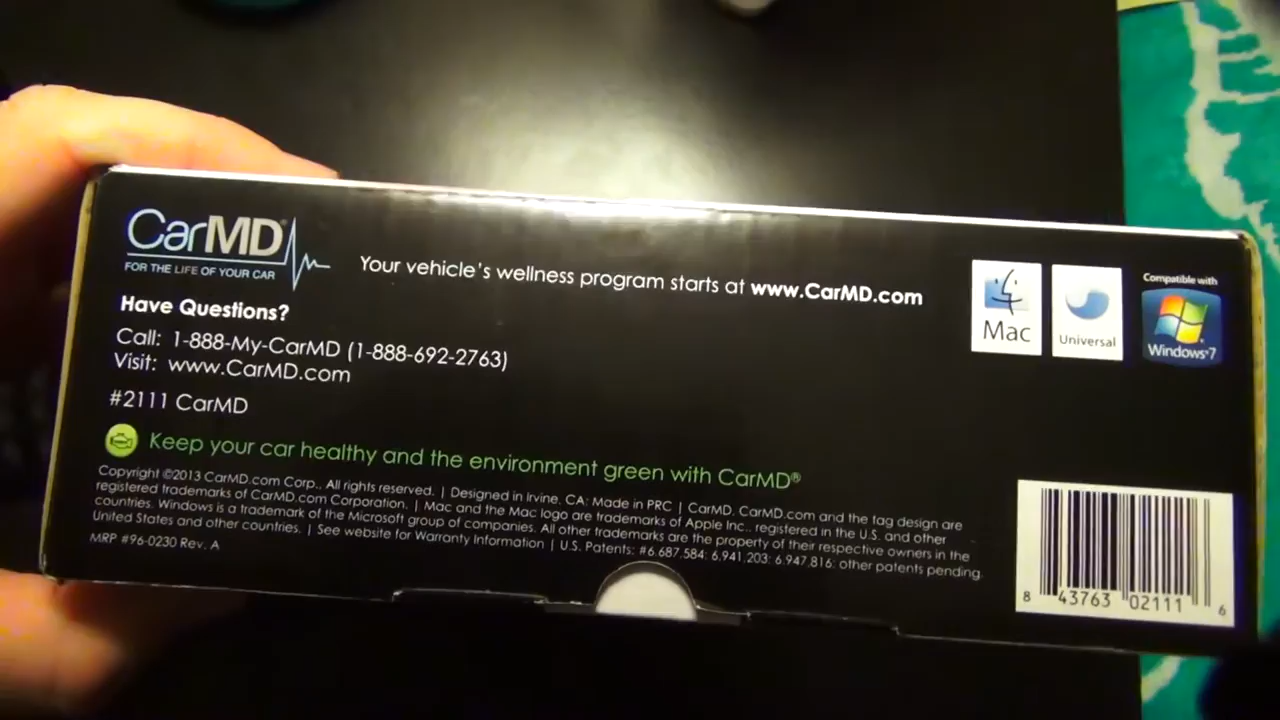 CarMD®
FOR THE LIFE OF YOUR CAR
Your vehicle's wellness program starts at www.CarMD.com
Mac
Universal
Compatible with
Windows®7
Have Questions?
Call: 1-888-My-CarMD (1-888-692-2763)
Visit: www.CarMD.com
#2111 CarMD
Keep your car healthy and the environment green with CarMD®
Copyright ©2013 CarMD.com Corp., All rights reserved. | Designed in Irvine, CA: Made in PRC | CarMD, CarMD.com and the tag design are
registered trademarks of CarMD.com Corporation. | Mac and the Mac logo are trademarks of Apple Inc., registered in the U.S. and other
countries. Windows is a trademark of the Microsoft group of companies. All other trademarks are the property of their respective owners in the
United States and other countries. | See website for Warranty Information | U.S. Patents: #6,687,584; 6,941,203; 6,947,816; other patents pending.
MRP #96-0230 Rev. A
8 43763 02111 6